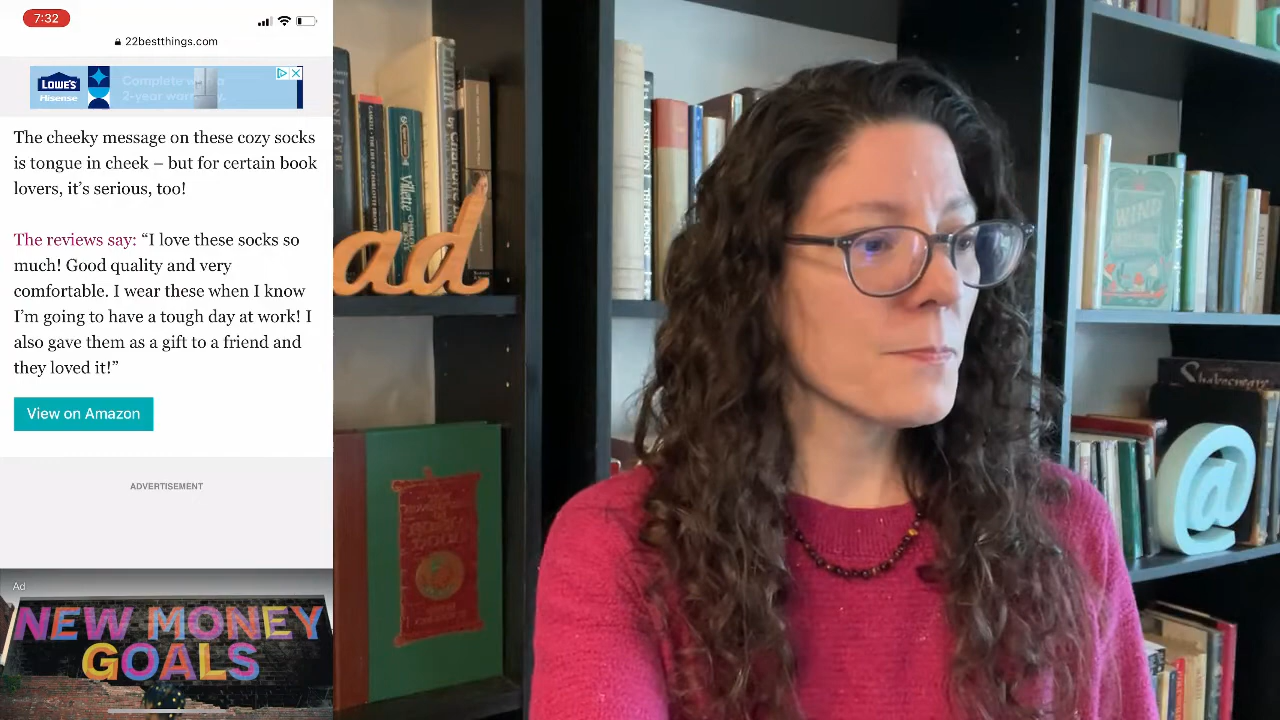 7:32
22bestthings.com
LOWE'S
Hisense
2-year
The cheeky message on these cozy socks
is tongue in cheek – but for certain book
lovers, it's serious, too!
The reviews say: “I love these socks so
much! Good quality and very
comfortable. I wear these when I know
I'm going to have a tough day at work! I
also gave them as a gift to a friend and
they loved it!”
View on Amazon
ADVERTISEMENT
Ad
NEW MONEY
GOALS
ad
Villette
WIND
Shakespeare
@